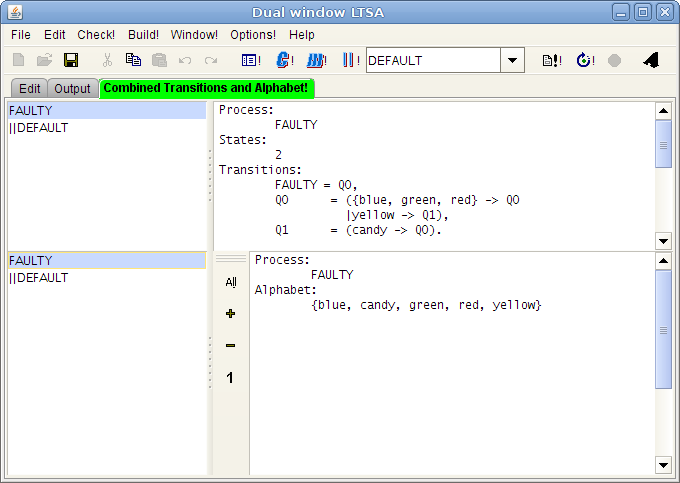 Dual window LTSA
File Edit Check! Build! Window! Options! Help
! C! !! ||! DEFAULT ! ! 
Edit Output Combined Transitions and Alphabet!
FAULTY
||DEFAULT
Process:
FAULTY
States:
2
Transitions:
FAULTY = Q0,
Q0 = ({blue, green, red} -> Q0
|yellow -> Q1),
Q1 = (candy -> Q0).
FAULTY
||DEFAULT
All
+
-
1
Process:
FAULTY
Alphabet:
{blue, candy, green, red, yellow}